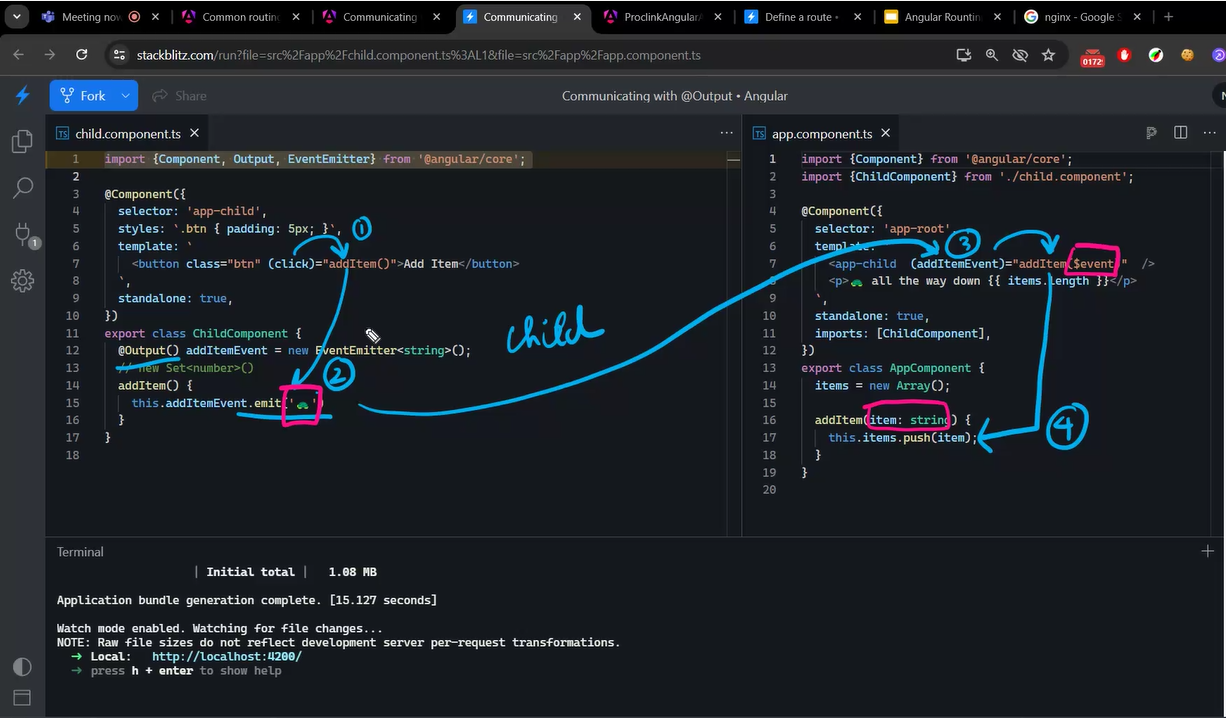 Meeting now
Common routin
Communicating
Communicating
ProclinkAngularA
Define a route •
Angular Rountin
nginx - Google S
stackblitz.com/run?file=src%2Fapp%2Fchild.component.ts%3AL1&file=src%2Fapp%2Fapp.component.ts
0172
Fork
Share
Communicating with @Output • Angular
TS child.component.ts
1 import {Component, Output, EventEmitter} from '@angular/core';
2
3 @Component({
4 selector: 'app-child',
5 styles: `.btn { padding: 5px; }`,
6 template: `
7 <button class="btn" (click)="addItem()">Add Item</button>
8 `,
9 standalone: true,
10 })
11 export class ChildComponent {
12 @Output() addItemEvent = new EventEmitter<string>();
13 // new Set<number>()
14 addItem() {
15 this.addItemEvent.emit('🐢')
16 }
17 }
18
1
2
child
TS app.component.ts
1 import {Component} from '@angular/core';
2 import {ChildComponent} from './child.component';
3
4 @Component({
5 selector: 'app-root'
6 template:
7 <app-child (addItemEvent)="addItem($event)" />
8 <p>🐢 all the way down {{ items.length }}</p>
9 `,
10 standalone: true,
11 imports: [ChildComponent],
12 })
13 export class AppComponent {
14 items = new Array();
15
16 addItem(item: string) {
17 this.items.push(item);
18 }
19 }
20
3
4
1
Terminal
| Initial total | 1.08 MB
Application bundle generation complete. [15.127 seconds]
Watch mode enabled. Watching for file changes...
NOTE: Raw file sizes do not reflect development server per-request transformations.
➜ Local: http://localhost:4200/
➜ press h + enter to show help